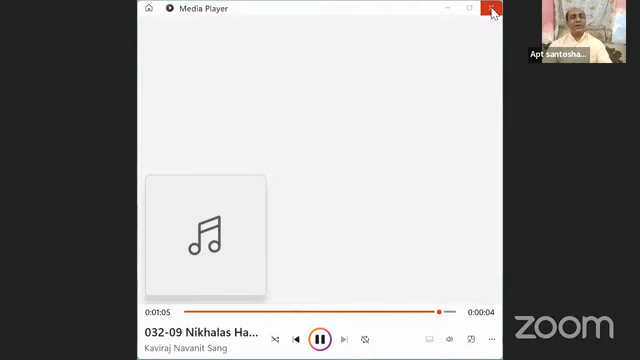 Media Player
Apt santosha...
0:01:05
0:00:04
032-09 Nikhalas Ha...
Kaviraj Navanit Sang
zoom